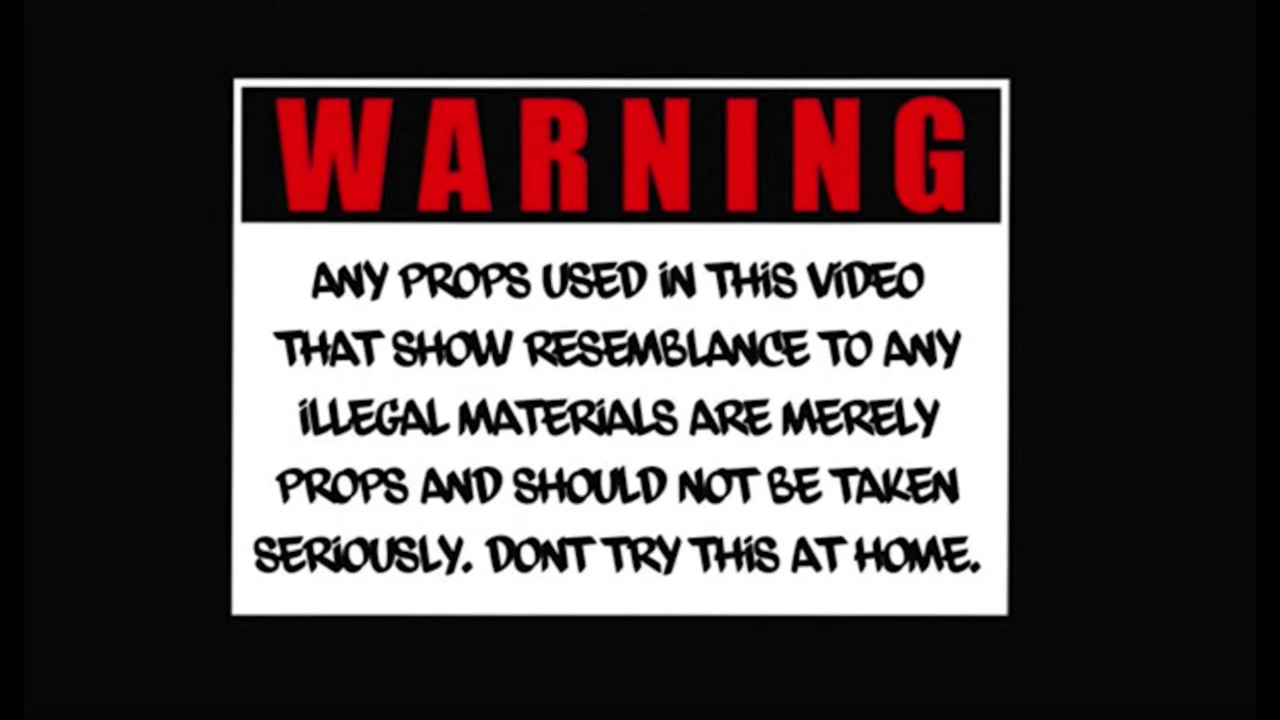 WARNING
ANY PROPS USED iN THiS ViDEO
THAT SHOW RESEMBLANCE TO ANY
iLLEGAL MATERiALS ARE MERELY
PROPS AND SHOULD NOT BE TAKEN
SERiOUSLY. DONT TRY THiS AT HOME.